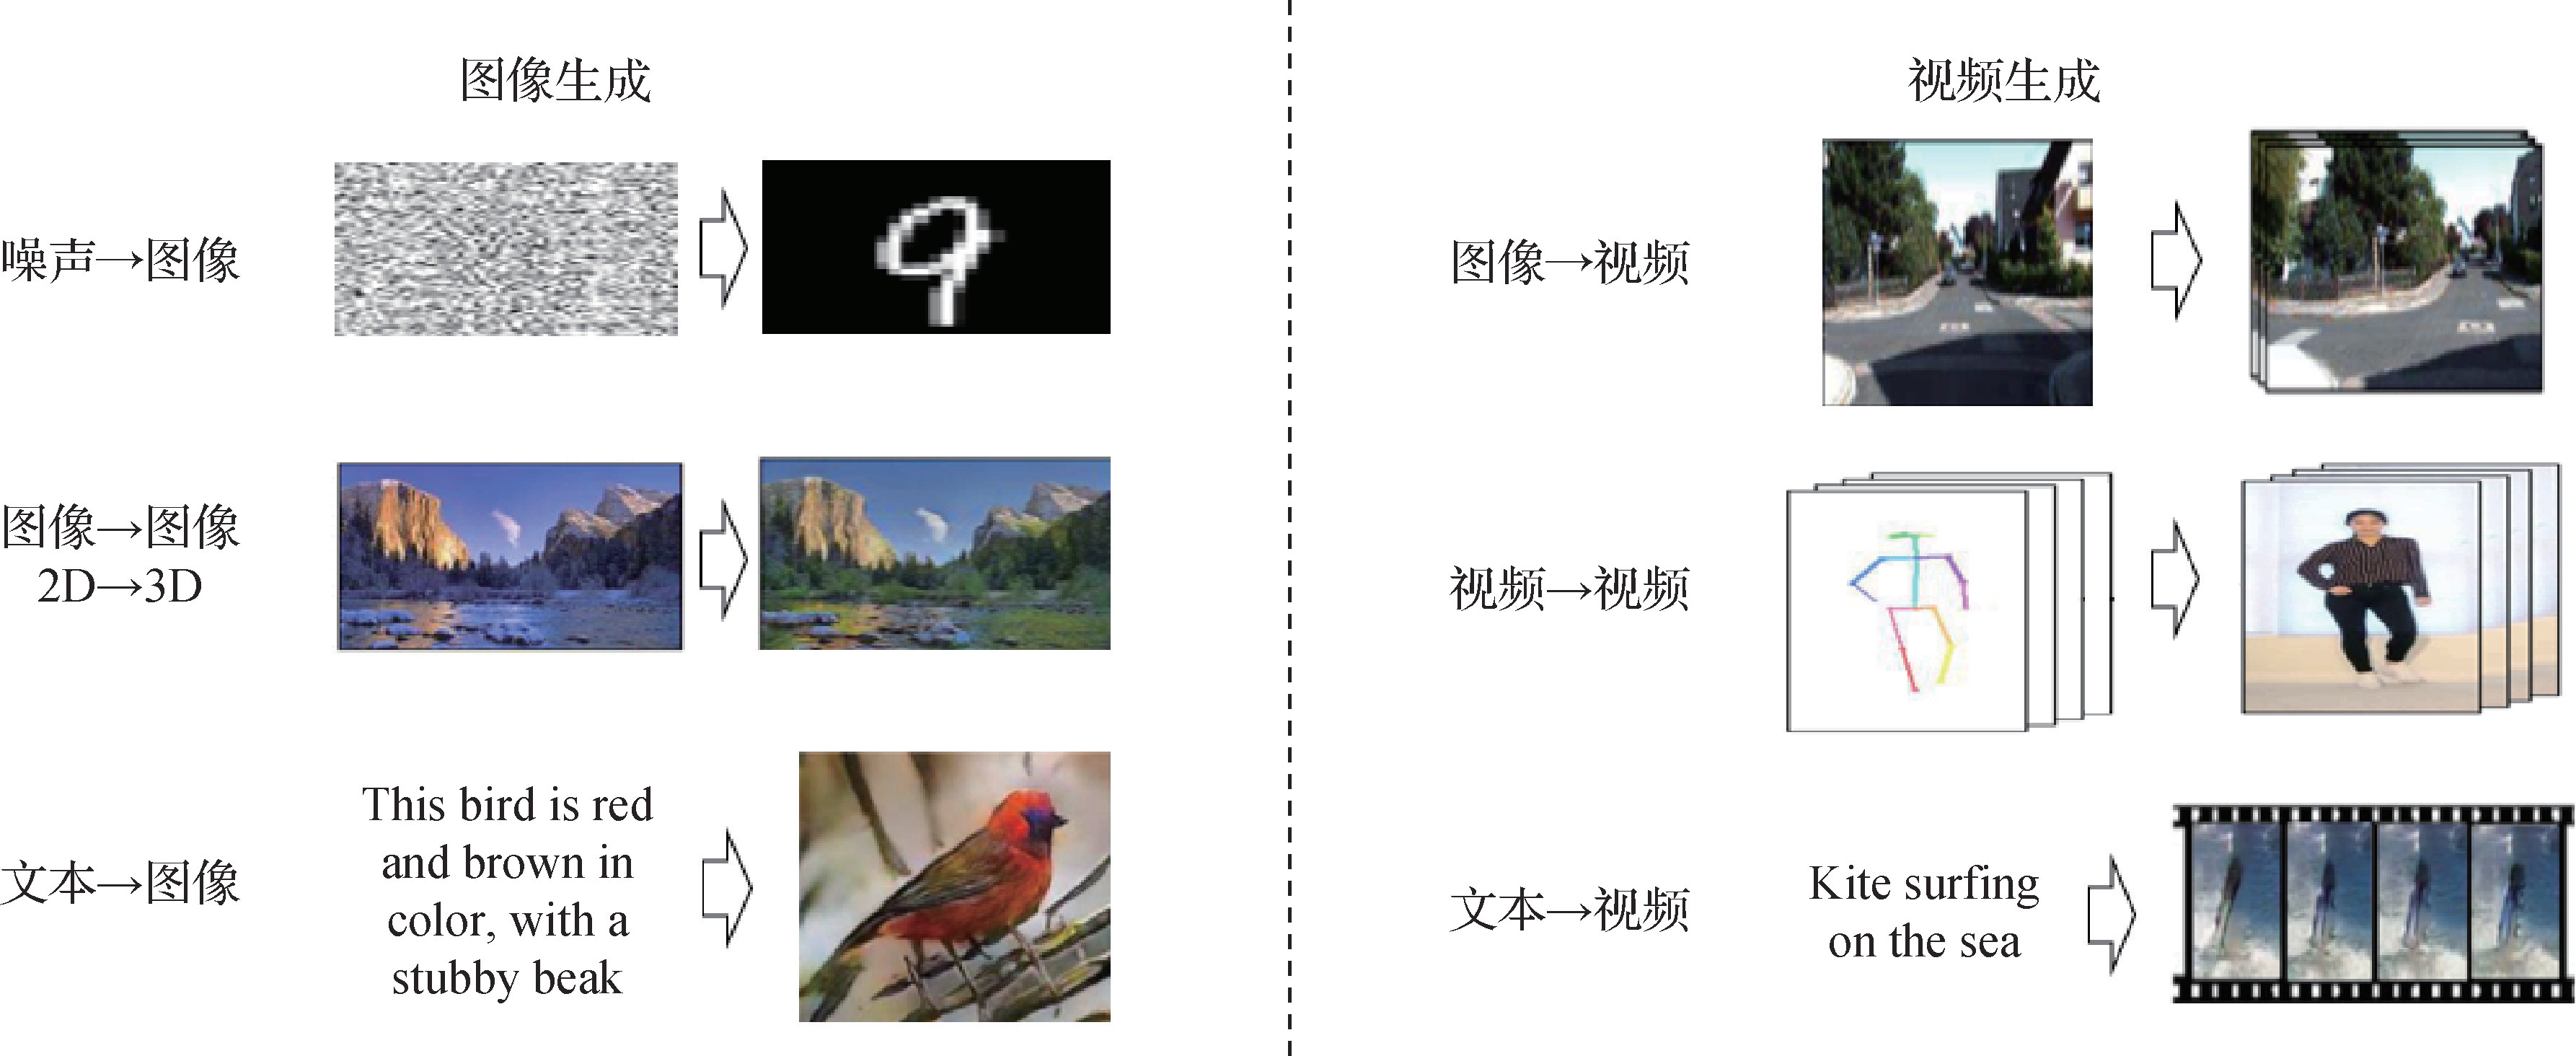 图像生成
噪声→图像
9
图像→图像
2D→3D
文本→图像
This bird is red
and brown in
color, with a
stubby beak
视频生成
图像→视频
视频→视频
文本→视频
Kite surfing
on the sea